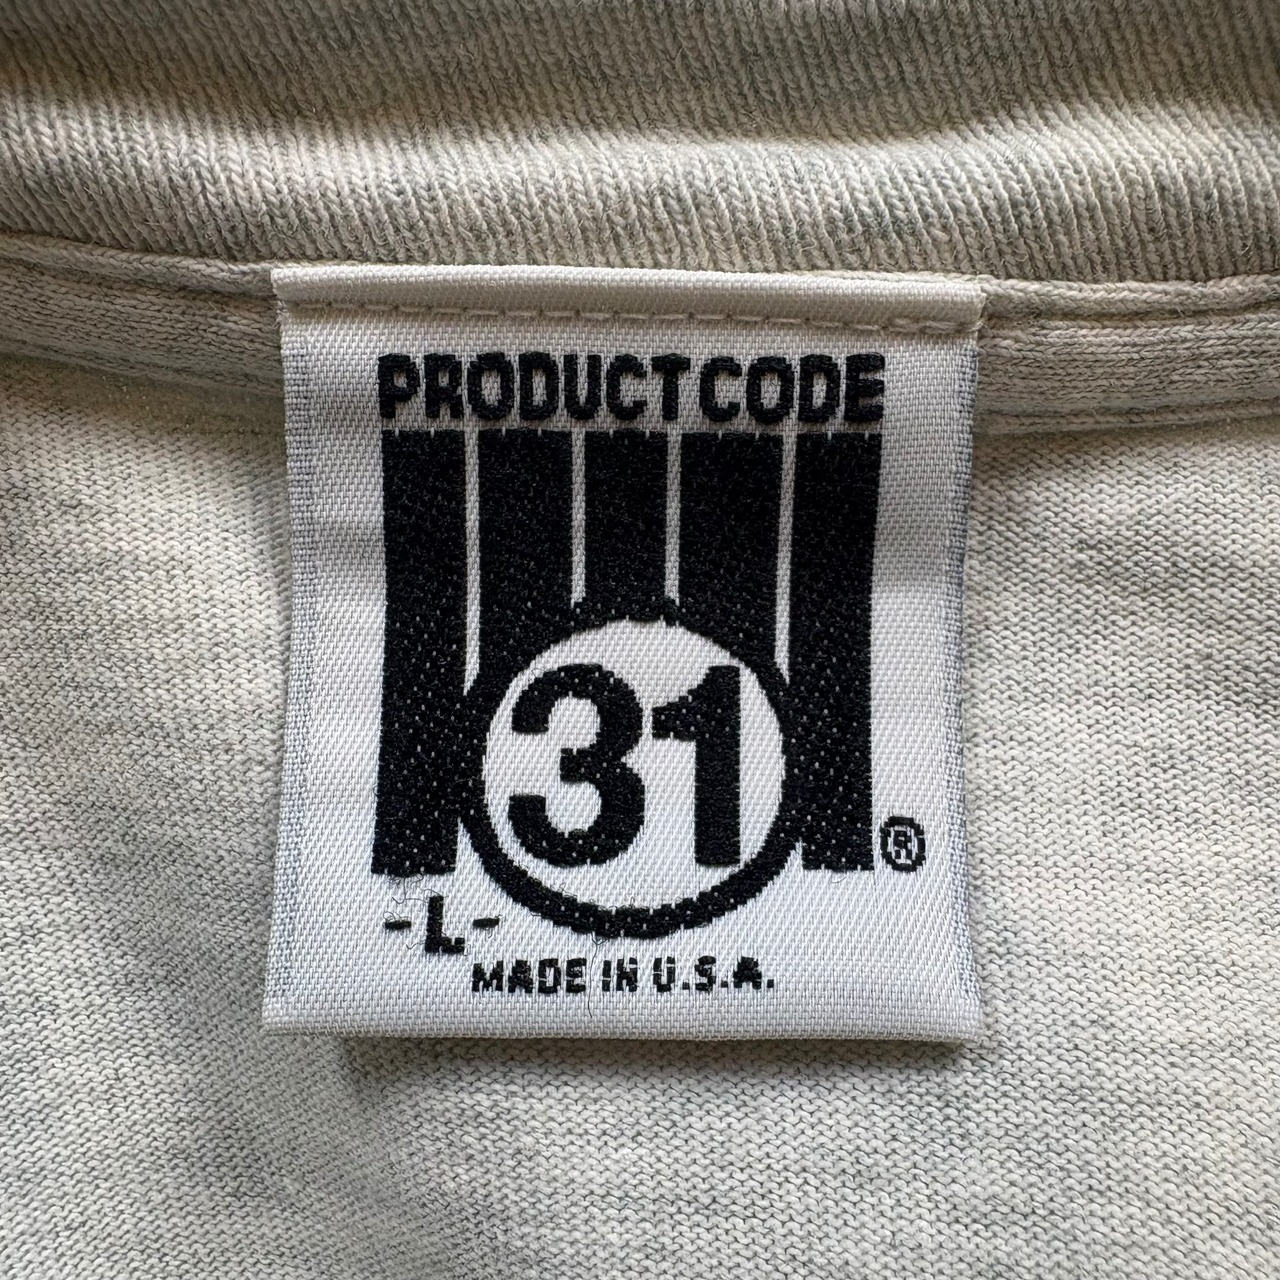 PRODUCT CODE
31
®
-L-
MADE IN U.S.A.